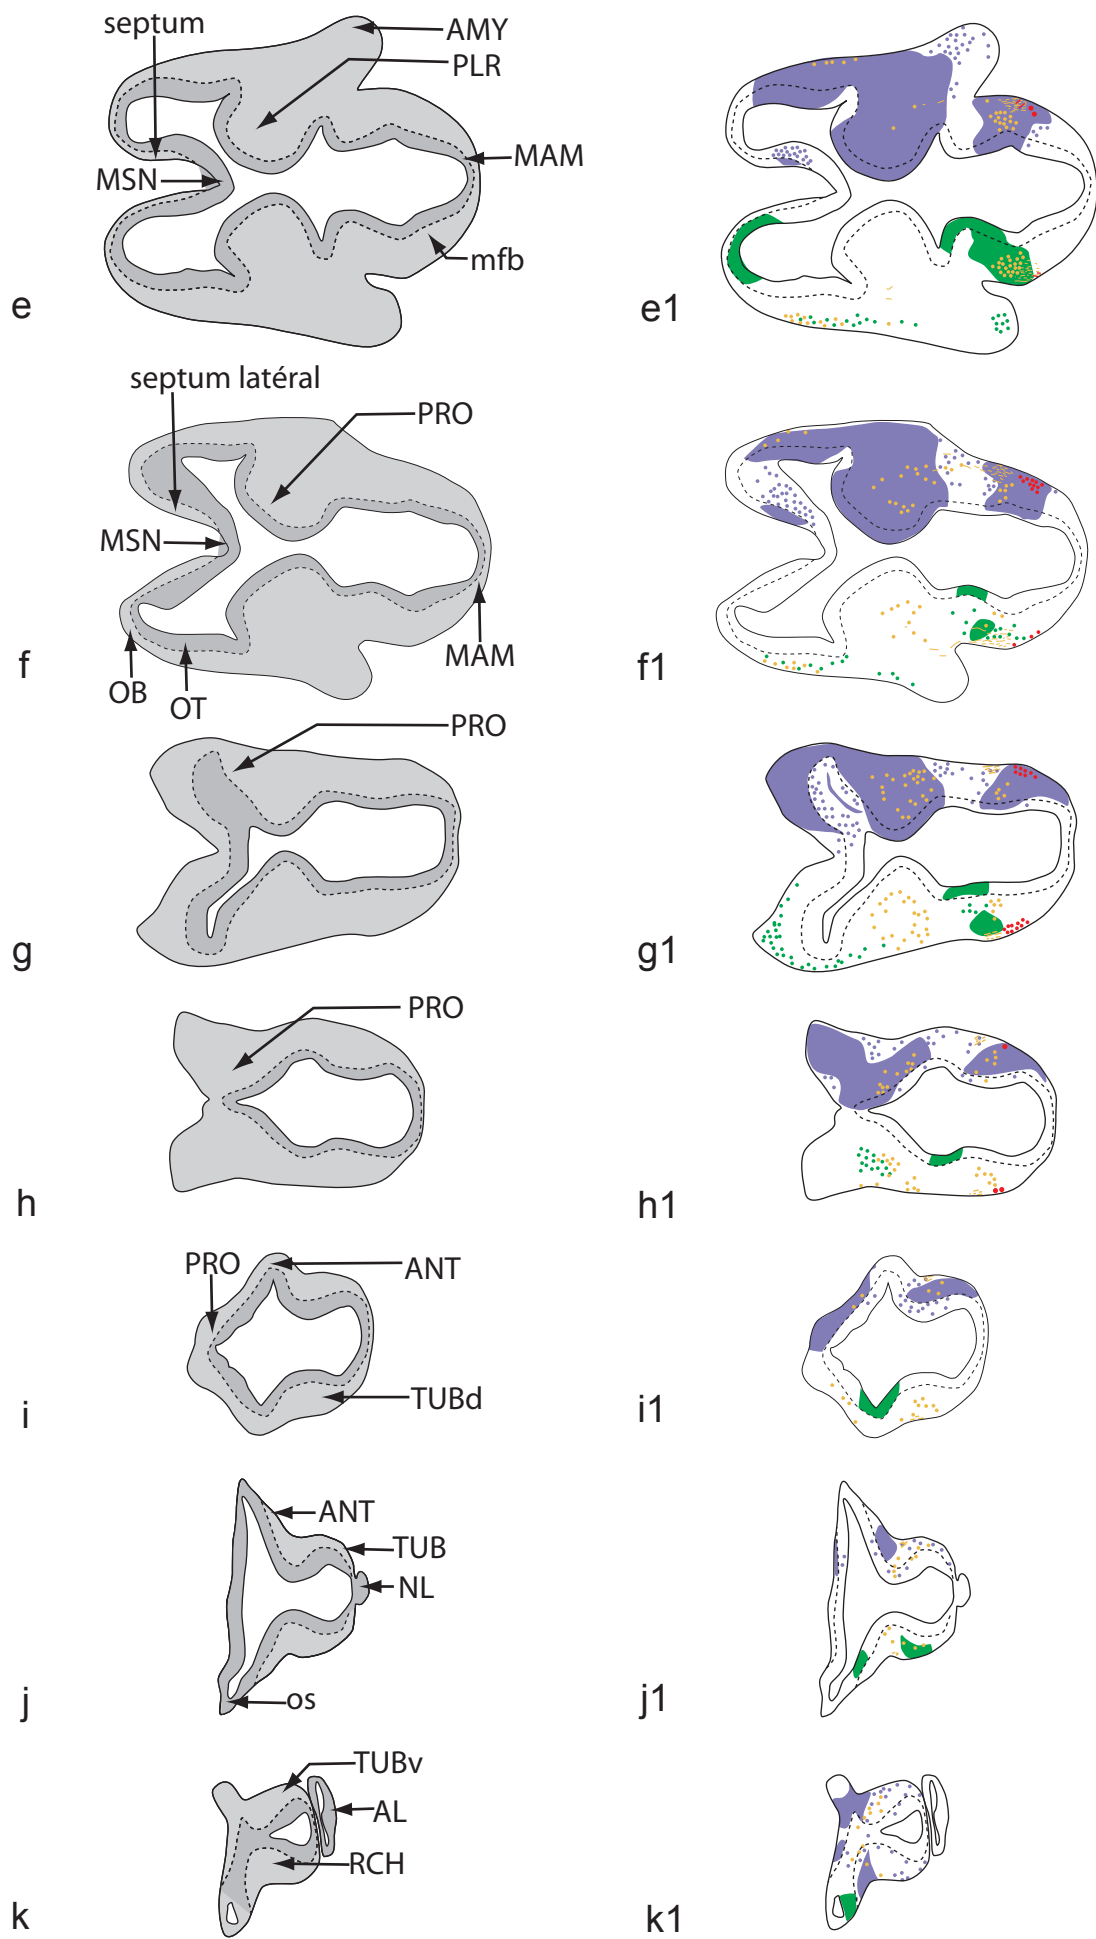 septum
AMY
PLR
MAM
MSN
mfb
e
e1
septum latéral
PRO
MSN
MAM
OB
OT
f
f1
PRO
g
g1
PRO
h
h1
PRO
ANT
TUBd
i
i1
ANT
TUB
NL
os
j
j1
TUBv
AL
RCH
k
k1